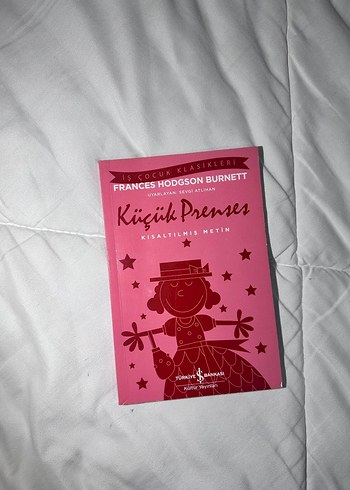 İŞ ÇOCUK KLASİKLERİ
FRANCES HODGSON BURNETT
UYARLAYAN: SEVGİ ATLIHAN
Küçük Prenses
KISALTILMIŞ METİN
TÜRKİYE İŞ BANKASI
Kültür Yayınları